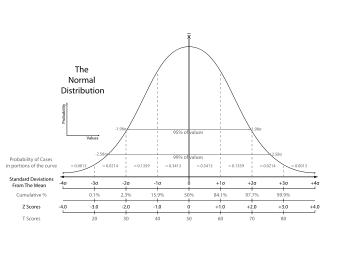 X
The
Normal
Distribution
Probability
Values
-1.96σ 1.96σ
95% of values
-2.58σ 2.58σ
99% of values
Probability of Cases
in portions of the curve ≈ 0.0013 ≈ 0.0214 ≈ 0.1359 ≈ 0.3413 ≈ 0.3413 ≈ 0.1359 ≈ 0.0214 ≈ 0.0013
Standard Deviations
From The Mean -4σ -3σ -2σ -1σ 0 +1σ +2σ +3σ +4σ
Cumulative % 0.1% 2.3% 15.9% 50% 84.1% 97.7% 99.9%
Z Scores -4.0 -3.0 -2.0 -1.0 0 +1.0 +2.0 +3.0 +4.0
T Scores 20 30 40 50 60 70 80